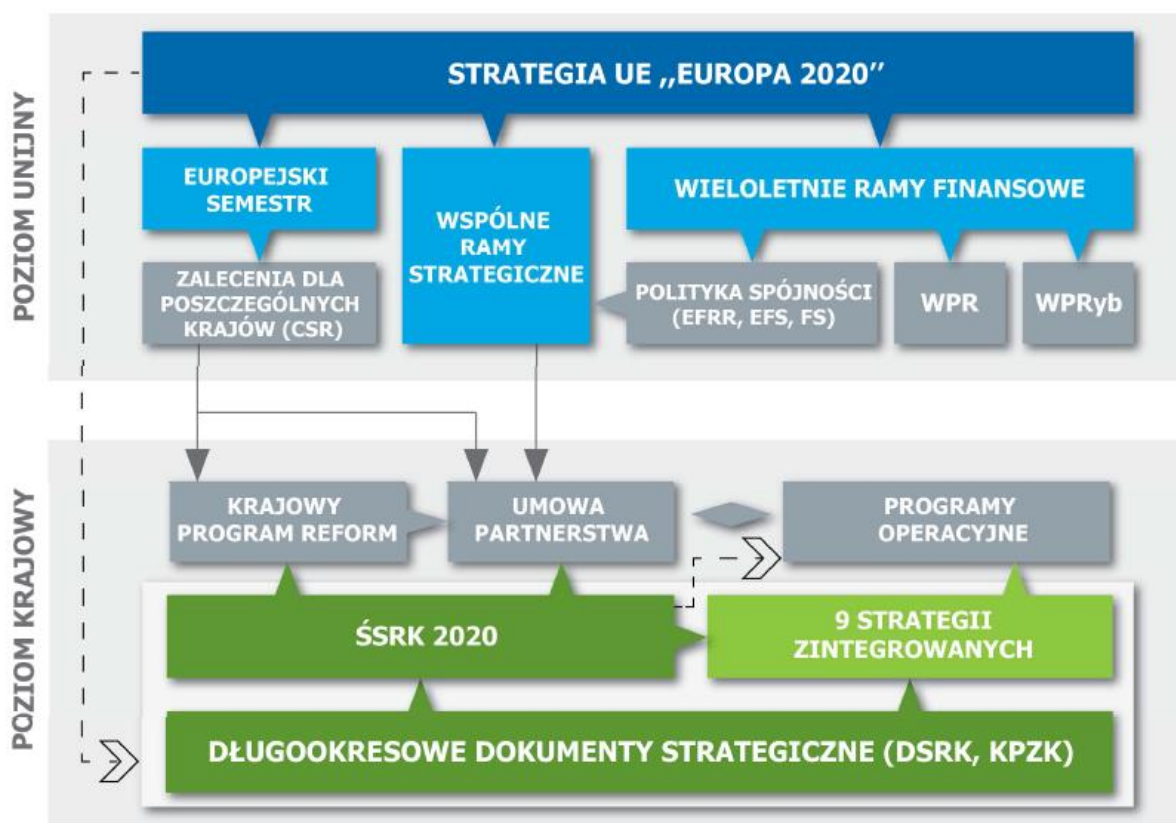 POZIOM UNIJNY
STRATEGIA UE ,,EUROPA 2020”
EUROPEJSKI
SEMESTR
WSPÓLNE
RAMY
STRATEGICZNE
WIELOLETNIE RAMY FINANSOWE
ZALECENIA DLA
POSZCZEGÓLNYCH
KRAJÓW (CSR)
POLITYKA SPÓJNOŚCI
(EFRR, EFS, FS)
WPR
WPRyb
POZIOM KRAJOWY
KRAJOWY
PROGRAM REFORM
UMOWA
PARTNERSTWA
PROGRAMY
OPERACYJNE
ŚSRK 2020
9 STRATEGII
ZINTEGROWANYCH
DŁUGOOKRESOWE DOKUMENTY STRATEGICZNE (DSRK, KPZK)